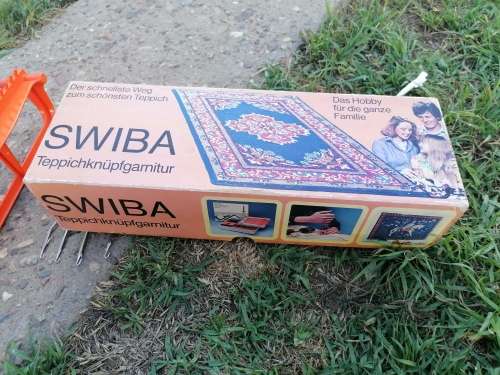 Der schnellste Weg
zum schönsten Teppich
Das Hobby
für die ganze
Familie
SWIBA
Teppichknüpfgarnitur
SWIBA
Teppichknüpfgarnitur